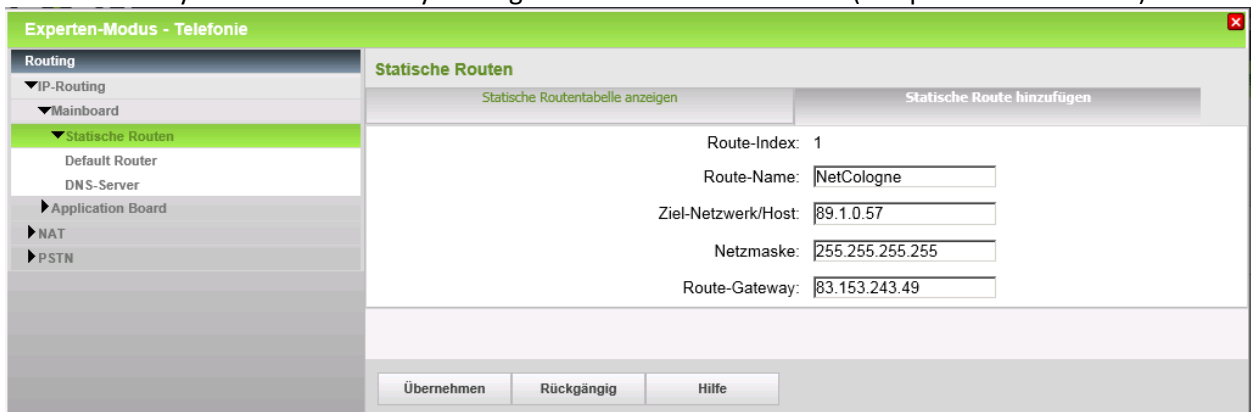 Experten-Modus - Telefonie
Routing
▼IP-Routing
▼Mainboard
▼Statische Routen
Default Router
DNS-Server
▶Application Board
▶NAT
▶PSTN
Statische Routen
Statische Routentabelle anzeigen
Statische Route hinzufügen
Route-Index: 1
Route-Name: NetCologne
Ziel-Netzwerk/Host: 89.1.0.57
Netzmaske: 255.255.255.255
Route-Gateway: 83.153.243.49
Übernehmen Rückgängig Hilfe